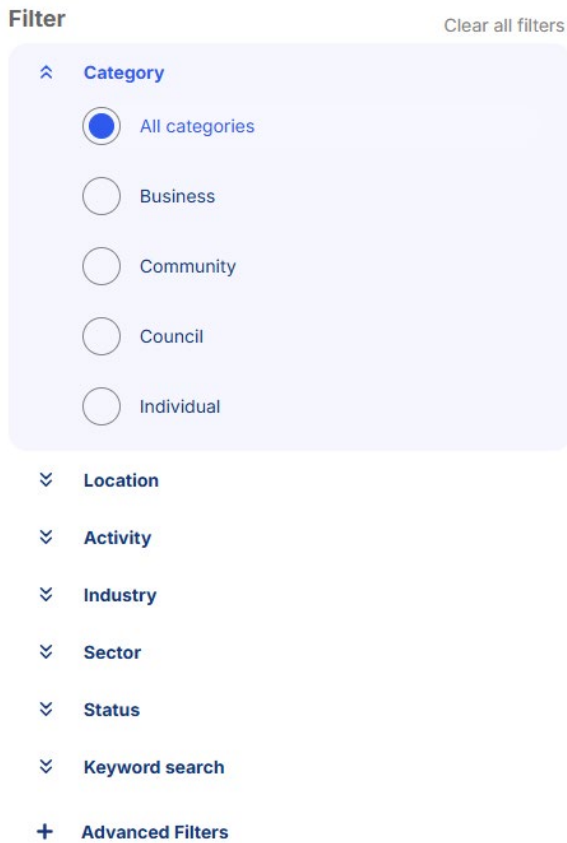 Filter
Clear all filters
Category
All categories
Business
Community
Council
Individual
Location
Activity
Industry
Sector
Status
Keyword search
Advanced Filters